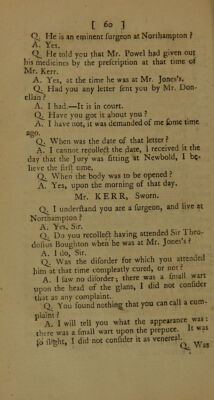 [ 60 ]
Q. He is an eminent surgeon at Northampton?
A. Yes.
Q. He told you that Mr. Powel had given out
his medicines by the prescription at that time of
Mr. Kerr.
A. Yes, at the time he was at Mr. Jones's.
Q. Had you any letter sent you by Mr. Don-
ellan?
A. I had.—It is in court.
Q. Have you got it about you?
A. I have not, it was demanded of me some time
ago.
Q. When was the date of that letter?
A. I cannot recollect the date, I received it the
day that the Jury was sitting at Newbold, I be-
lieve the first time.
Q. When the body was to be opened?
A. Yes, upon the morning of that day.
Mr. KERR, Sworn.
Q. I understand you are a surgeon, and live at
Northampton?
A. Yes, Sir.
Q. Do you recollect having attended Sir Theo-
dosius Boughton when he was at Mr. Jones's?
A. I do, Sir.
Q. Was the disorder for which you attended
him at that time compleatly cured, or not?
A. I saw no disorder; there was a small wart
upon the head of the glans, I did not consider
that as any complaint.
Q. You found nothing that you can call a com-
plaint?
A. I will tell you what the appearance was:
there was a small wart upon the prepuce. It was
so slight, I did not consider it as venereal.
Q. Was